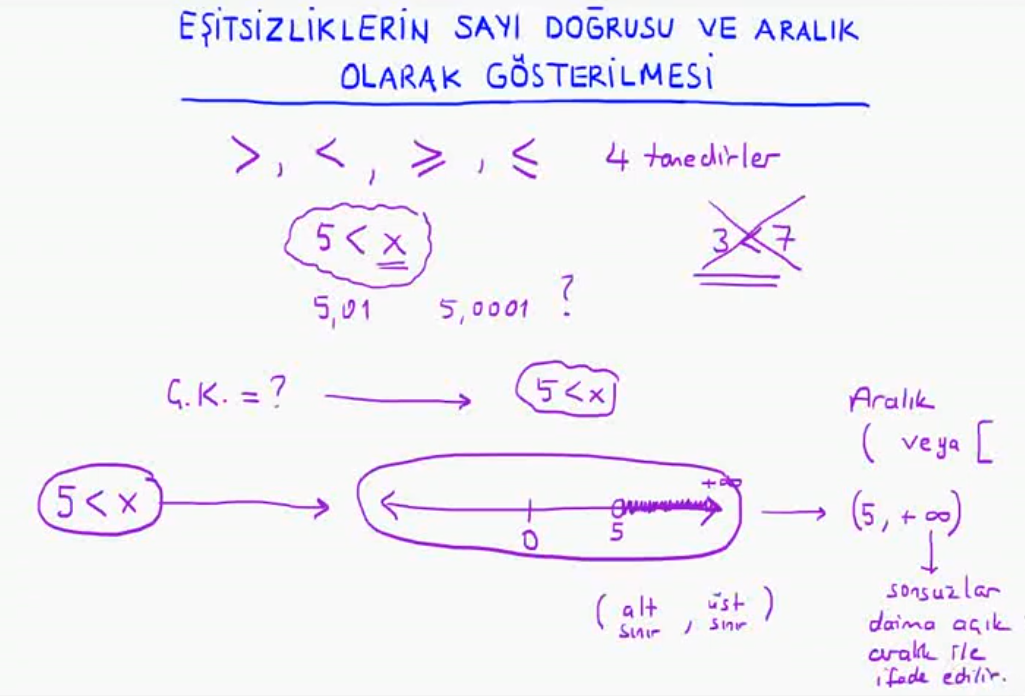 EŞİTSİZLİKLERİN SAYI DOĞRUSU VE ARALIK
OLARAK GÖSTERİLMESİ
>, <, ⩾, ⩽ 4 tanedirler
5 < x 3 < 7
5,01 5,0001 ?
Ç.K. = ? → 5 < x
Aralık
( veya [
5 < x → 0 5 +∞ → (5, +∞)
(alt sınır, üst sınır)
sonsuzlar
daima açık
aralık ile
ifade edilir.